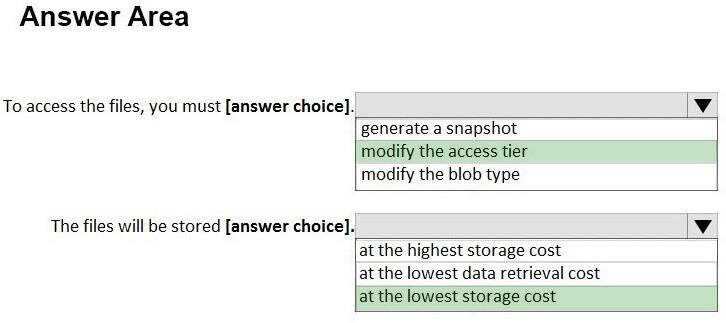 Answer Area
To access the files, you must [answer choice].
generate a snapshot
modify the access tier
modify the blob type
The files will be stored [answer choice].
at the highest storage cost
at the lowest data retrieval cost
at the lowest storage cost